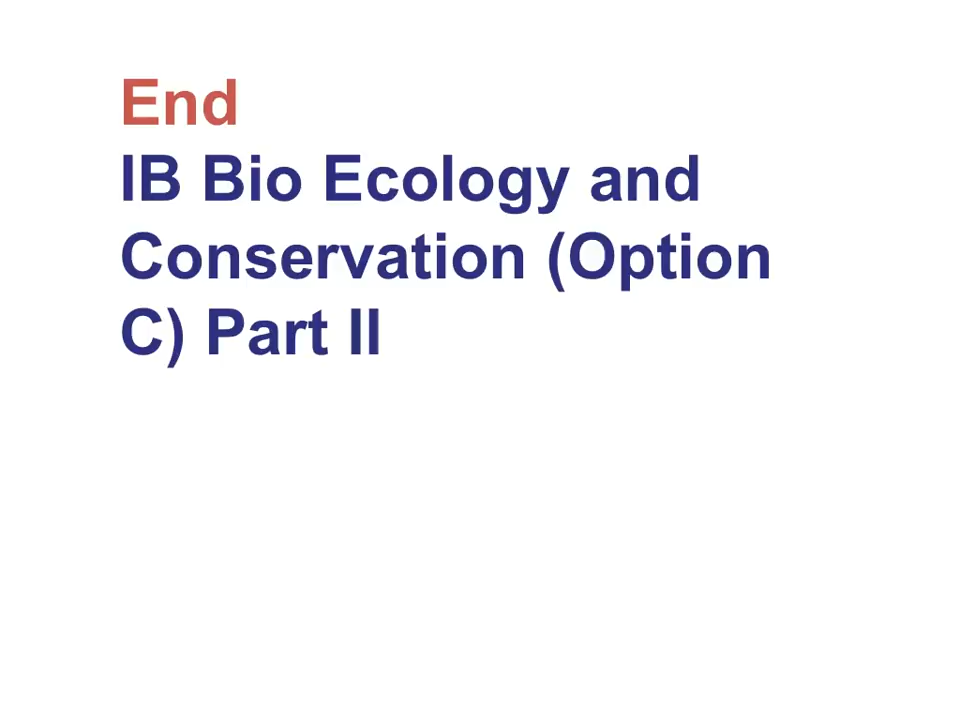 End
IB Bio Ecology and
Conservation (Option
C) Part II